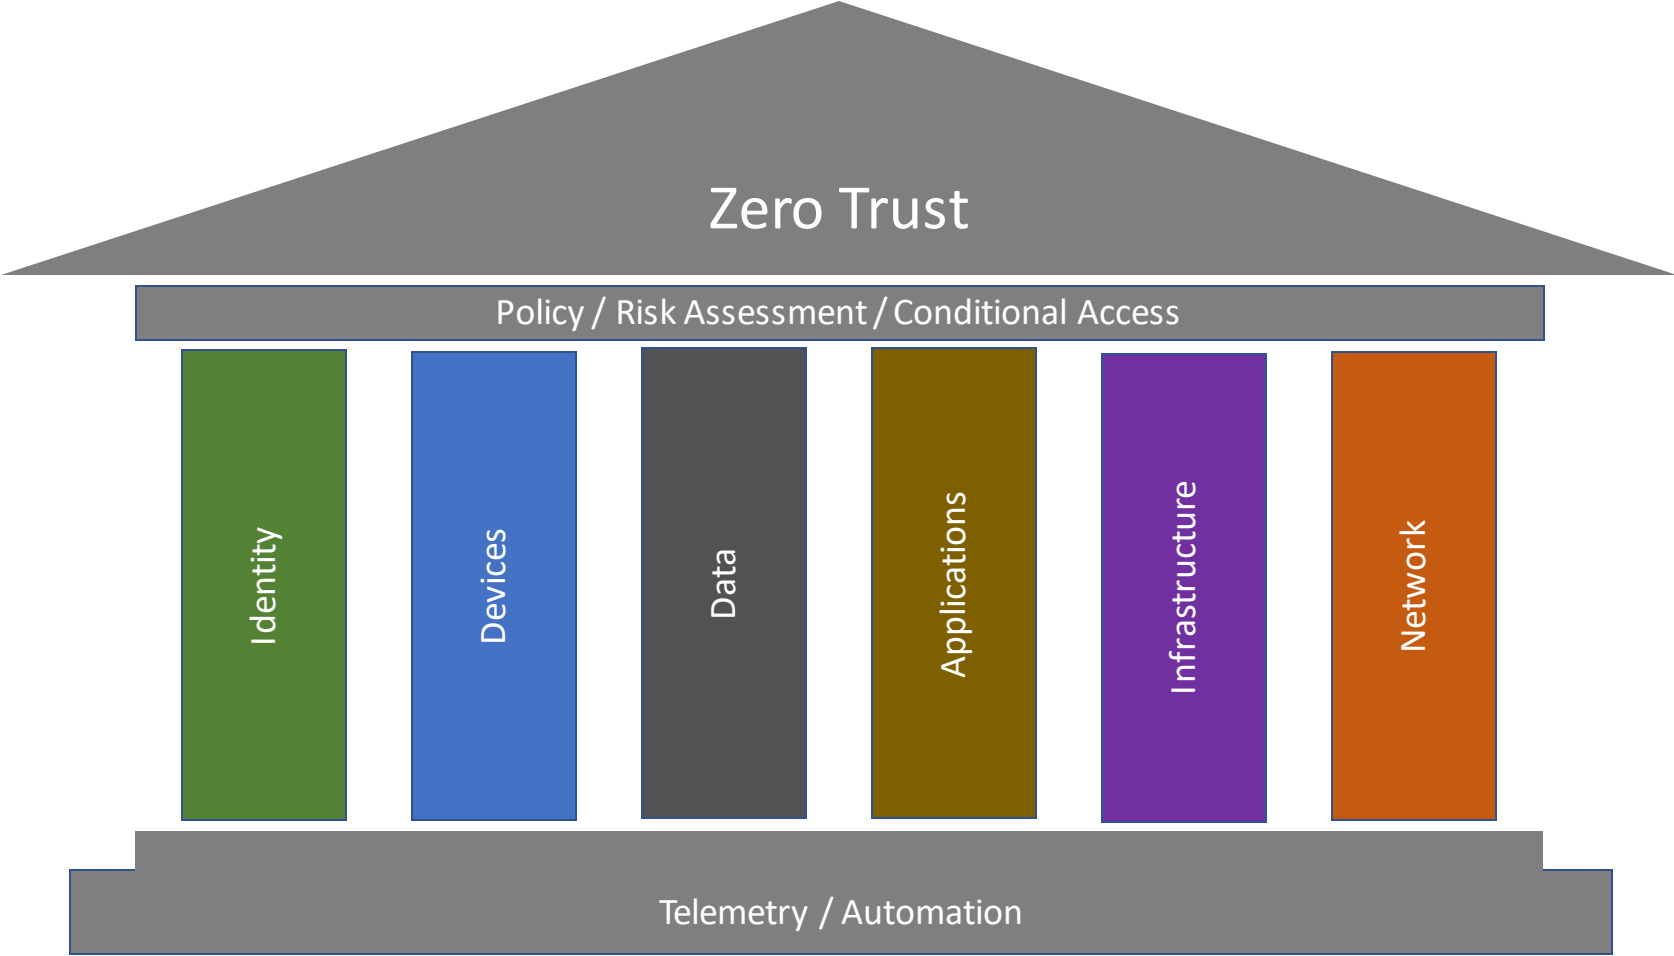 Zero Trust
Policy / Risk Assessment / Conditional Access
Identity
Devices
Data
Applications
Infrastructure
Network
Telemetry / Automation